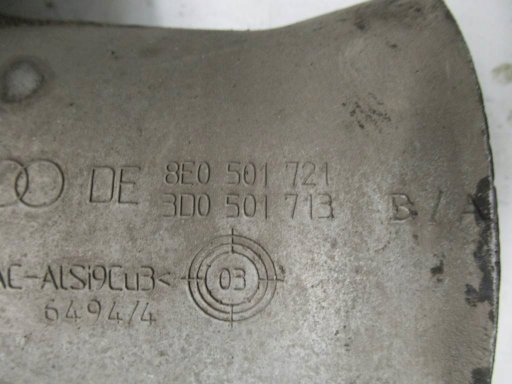 DE 8E0 501 721
3D0 501 713 B/A
AC-AlSi9Cu3<
03
6494/4